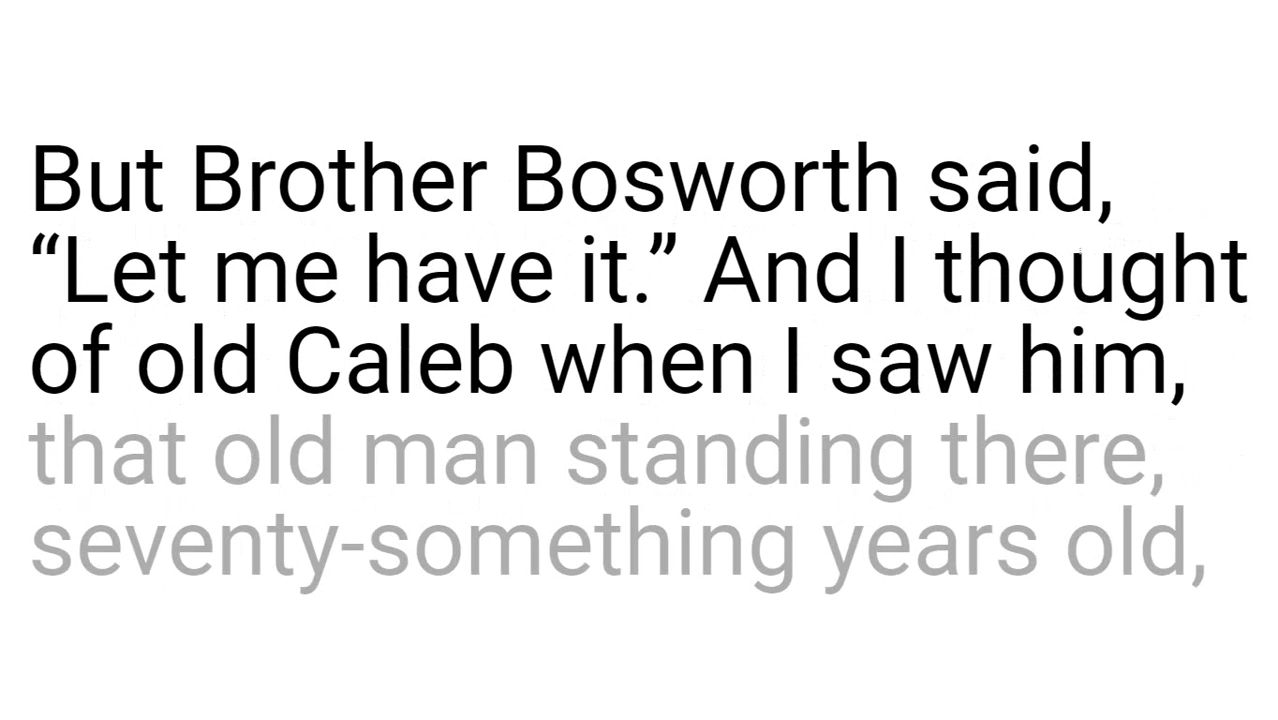 But Brother Bosworth said,
“Let me have it.” And I thought
of old Caleb when I saw him,
that old man standing there,
seventy-something years old,